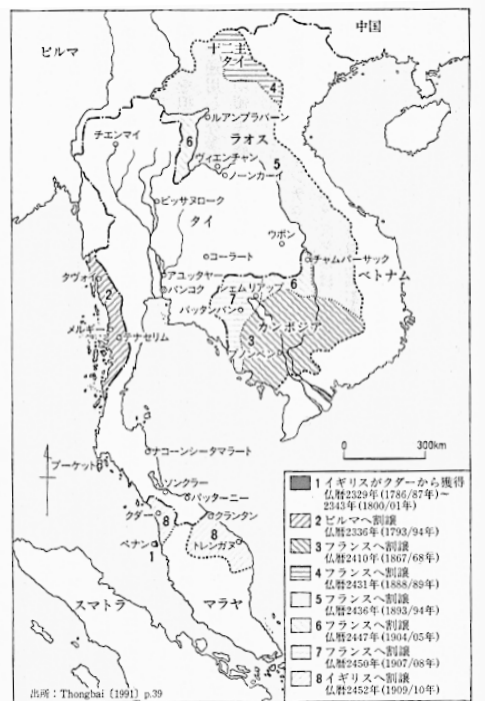 ビルマ
中国
十二主
タイ
4
ルアンプラバーン
チエンマイ
6
ラオス
ヴィエンチャン
5
ノーンカーイ
ピッサヌローク
タイ
ウボン
コーラート
チャムパーサック
タヴォイ
2
アユッタヤー
バンコク
シェムリアップ
6
ベトナム
7
バッタンバン
カンボジア
メルギー
テナセリム
3
プノンペン
0 300km
ナコーンシータマラート
プーケット
ソンクラー
パッターニー
クダー
8
クランタン
8
ペナン
1
トレンガヌ
スマトラ
マラヤ
1 イギリスがクダーから獲得
仏暦2329年(1786/87年)~
2343年(1800/01年)
2 ビルマへ割譲
仏暦2336年(1793/94年)
3 フランスへ割譲
仏暦2410年(1867/68年)
4 フランスへ割譲
仏暦2431年(1888/89年)
5 フランスへ割譲
仏暦2436年(1893/94年)
6 フランスへ割譲
仏暦2447年(1904/05年)
7 フランスへ割譲
仏暦2450年(1907/08年)
8 イギリスへ割譲
仏暦2452年(1909/10年)
出所:Thongbai〔1991〕p.39